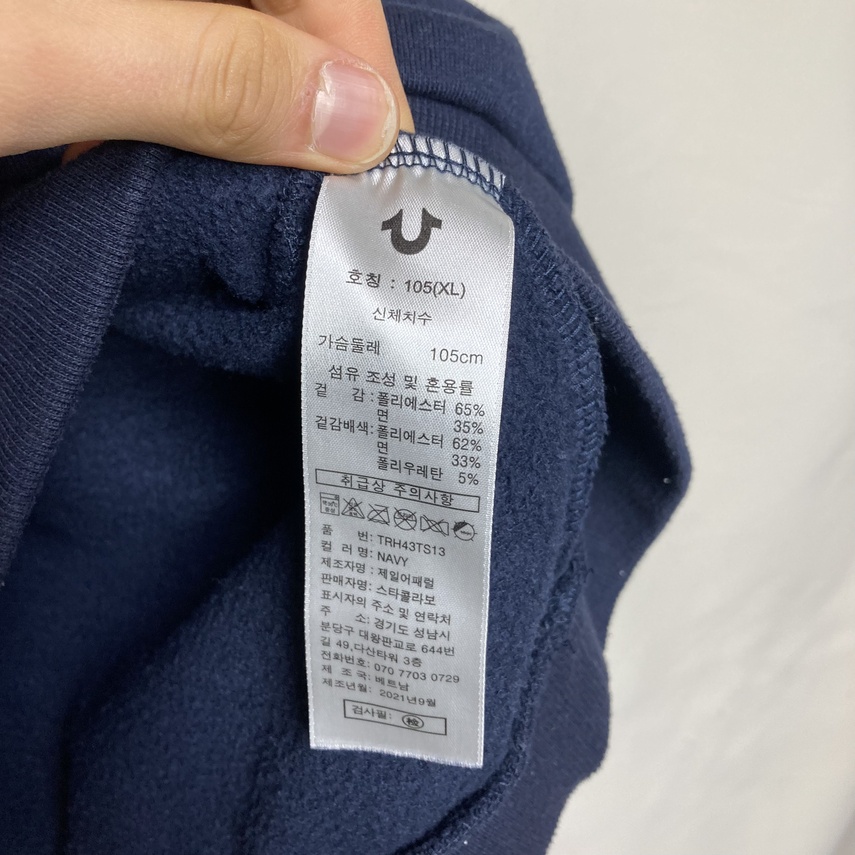 호칭 : 105(XL)
신체치수
가슴둘레 105cm
섬유 조성 및 혼용률
겉 감 : 폴리에스터 65%
면 35%
겉감배색: 폴리에스터 62%
면 33%
폴리우레탄 5%
취급상 주의사항
품 번: TRH43TS13
컬 러 명: NAVY
제조자명 : 제일어패럴
판매자명: 스타콜라보
표시자의 주소 및 연락처
주 소: 경기도 성남시
분당구 대왕판교로 644번
길 49,다산타워 3층
전화번호: 070 7703 0729
제 조 국: 베트남
제조년월: 2021년9월
검사필: